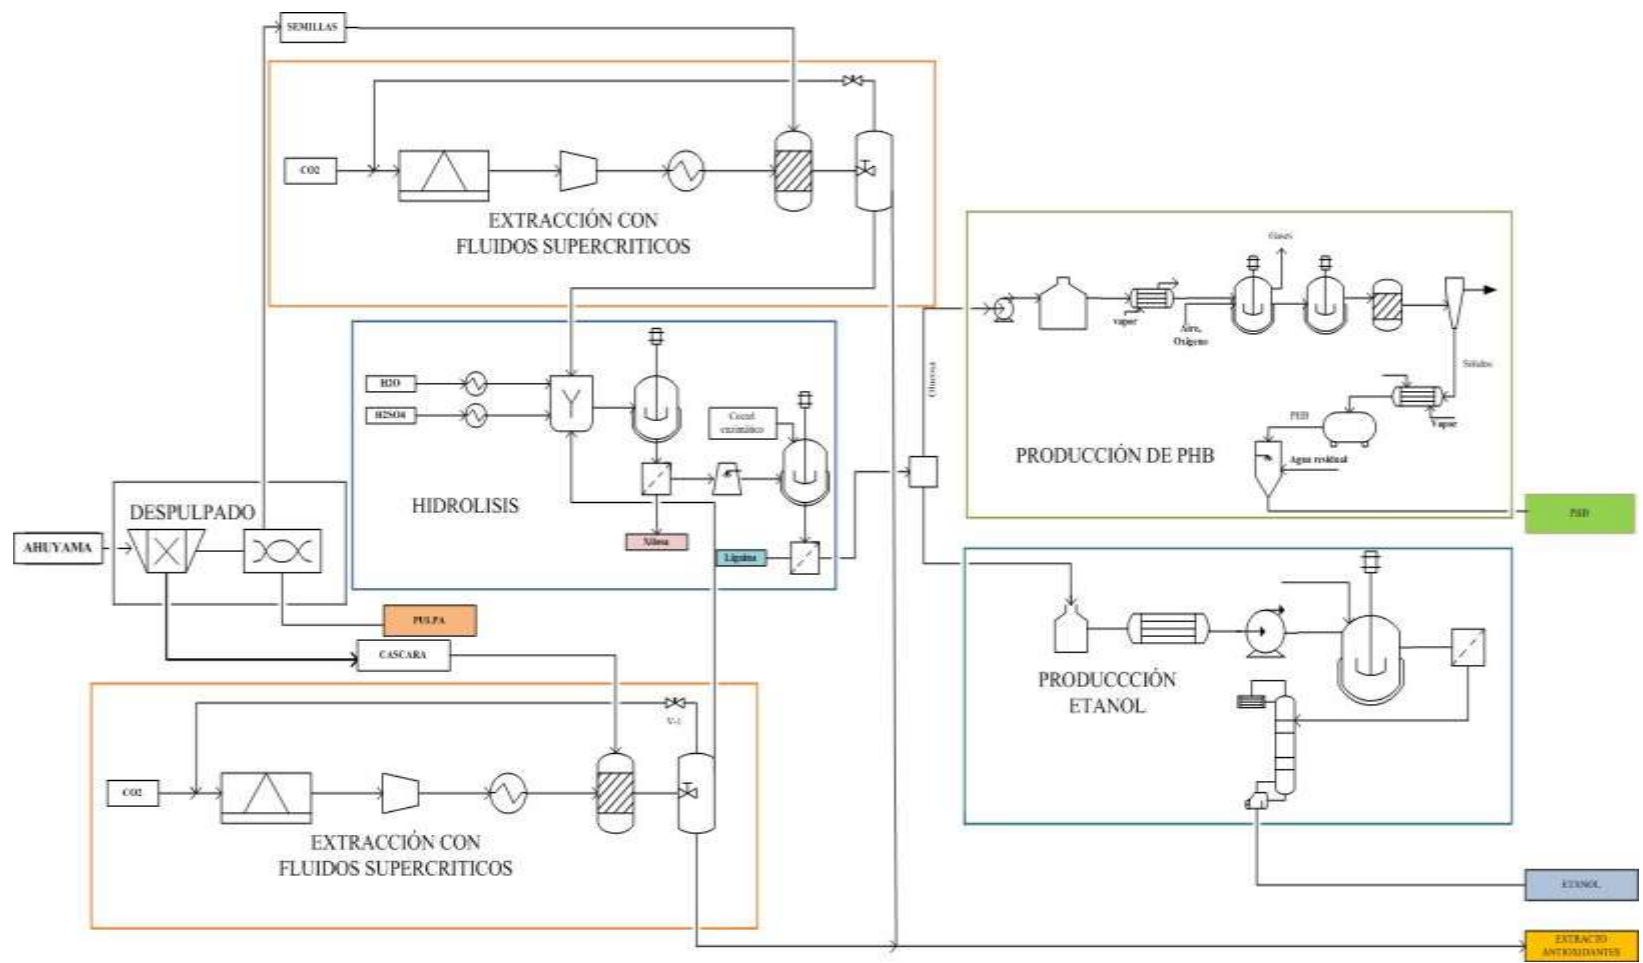 SEMILLAS
CO2
EXTRACCIÓN CON
FLUIDOS SUPERCRITICOS
Gases
vapor
Aire,
Oxígeno
Sólidos
Vapor
PHB
Agua residual
PRODUCCIÓN DE PHB
PHB
Glucosa
H2O
H2SO4
Coctel
enzimático
HIDROLISIS
Xilosa
Lignina
DESPULPADO
AHUYAMA
PULPA
CASCARA
PRODUCCCIÓN
ETANOL
V-1
CO2
EXTRACCIÓN CON
FLUIDOS SUPERCRITICOS
ETANOL
EXTRACTO
ANTIOXIDANTES